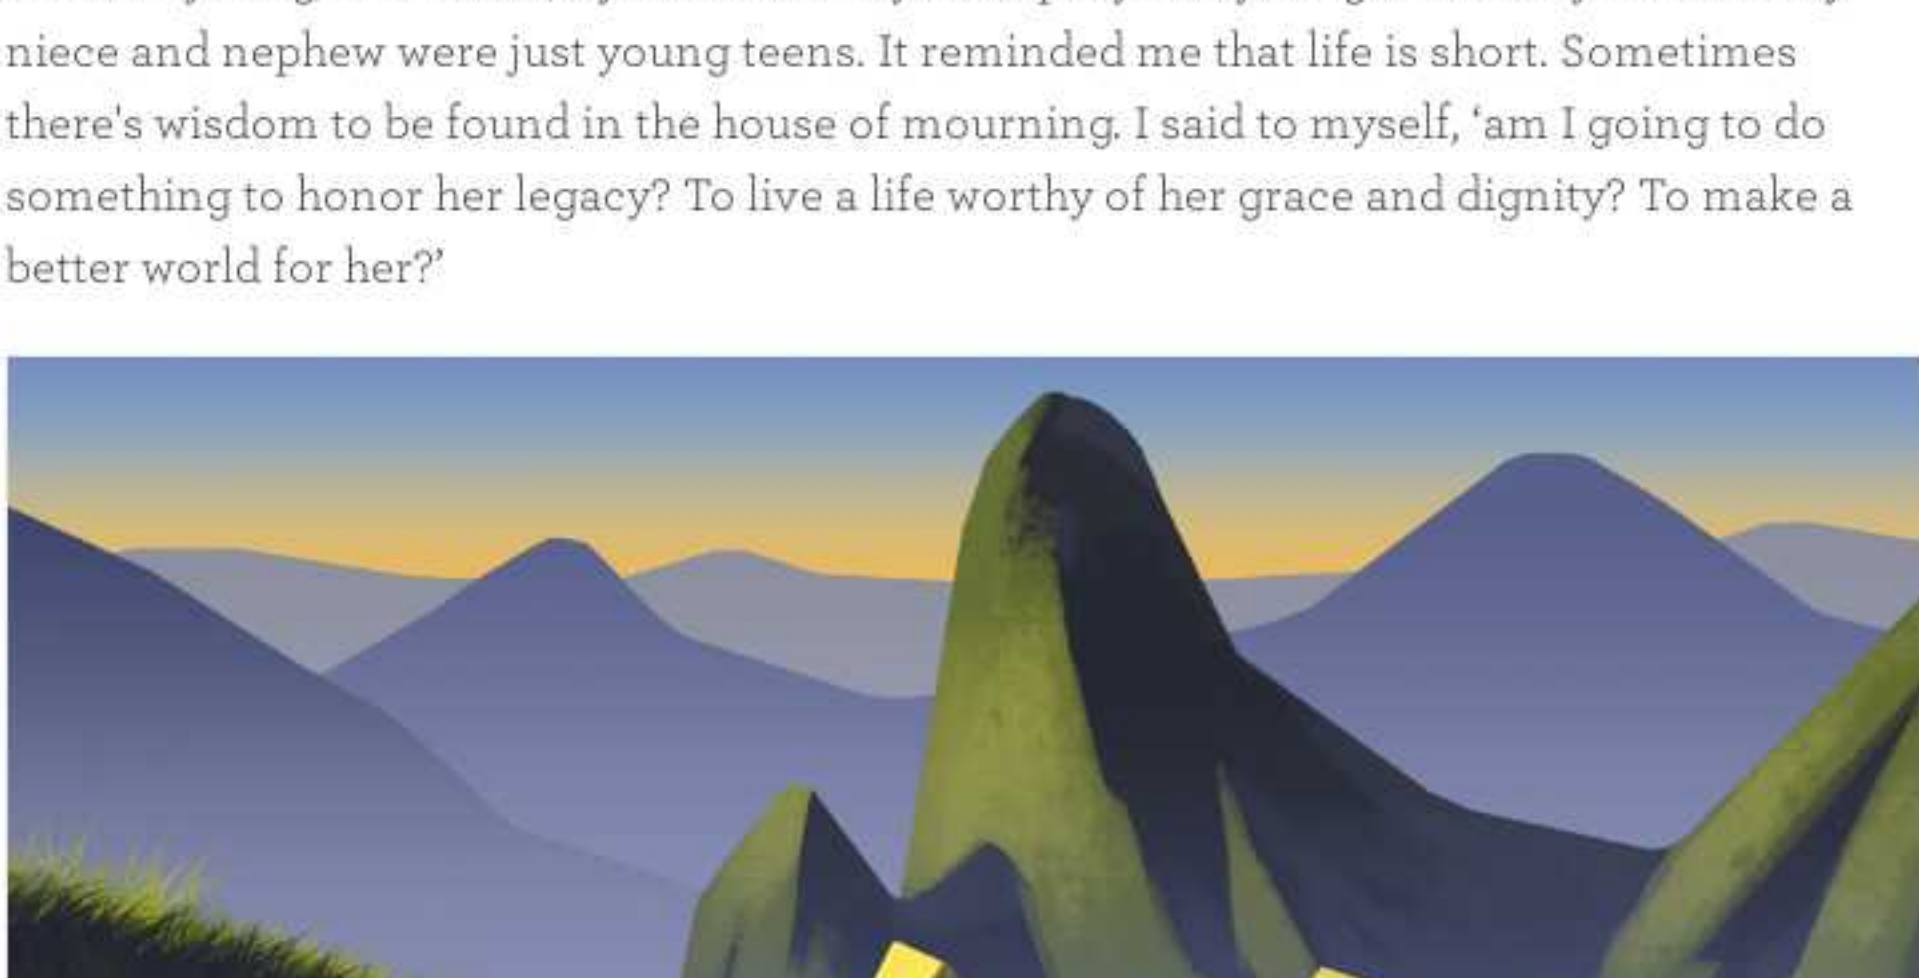 niece and nephew were just young teens. It reminded me that life is short. Sometimes
there's wisdom to be found in the house of mourning. I said to myself, ‘am I going to do
something to honor her legacy? To live a life worthy of her grace and dignity? To make a
better world for her?’